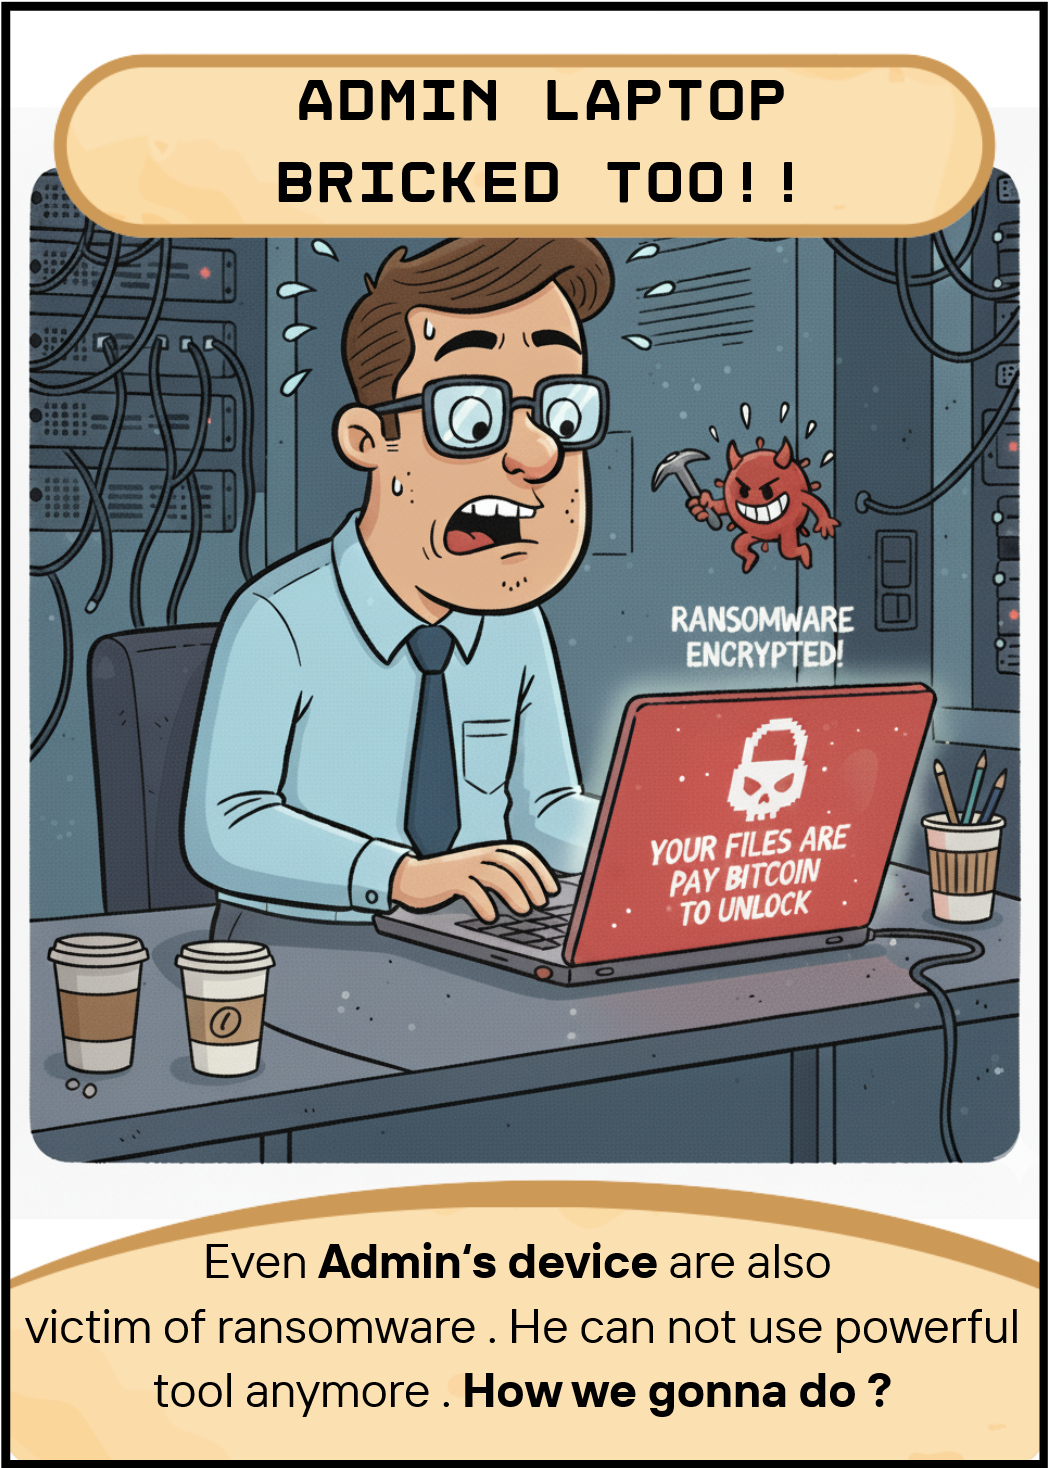 ADMIN LAPTOP
BRICKED TOO!!
RANSOMWARE
ENCRYPTED!
YOUR FILES ARE
PAY BITCOIN
TO UNLOCK
Even Admin‘s device are also
victim of ransomware . He can not use powerful
tool anymore . How we gonna do ?